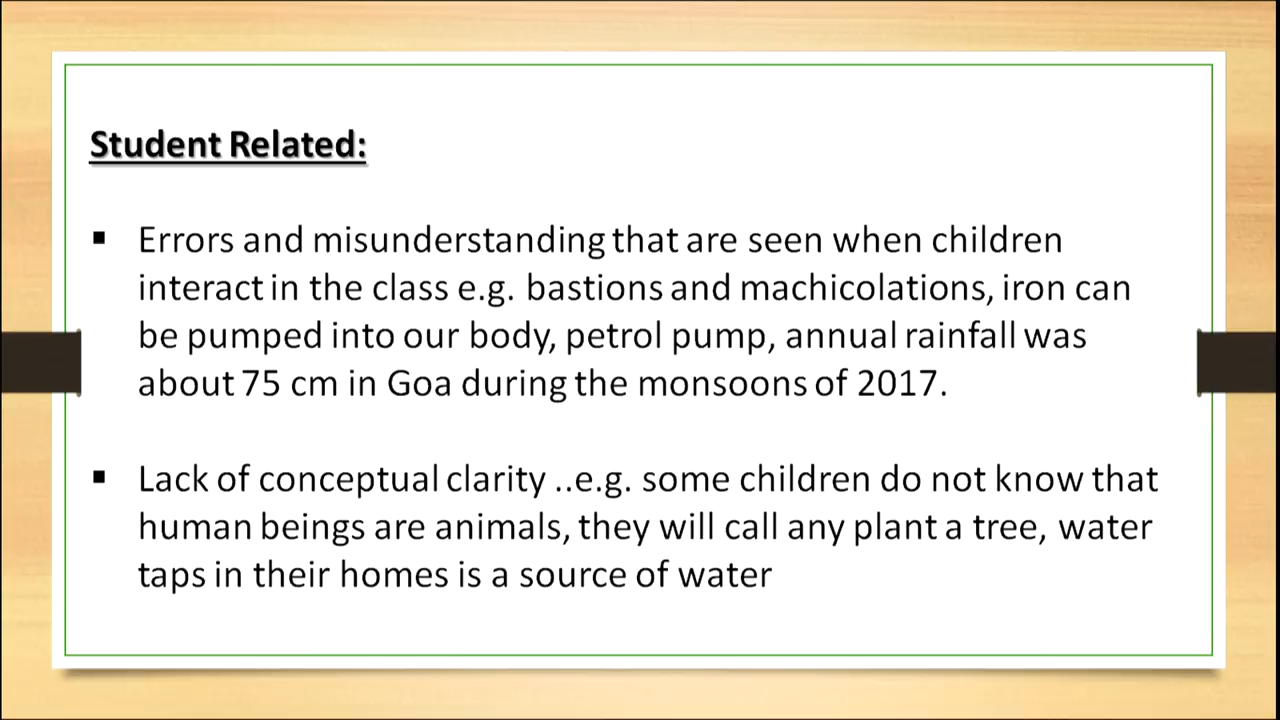 Student Related:
▪ Errors and misunderstanding that are seen when children
interact in the class e.g. bastions and machicolations, iron can
be pumped into our body, petrol pump, annual rainfall was
about 75 cm in Goa during the monsoons of 2017.
▪ Lack of conceptual clarity ..e.g. some children do not know that
human beings are animals, they will call any plant a tree, water
taps in their homes is a source of water